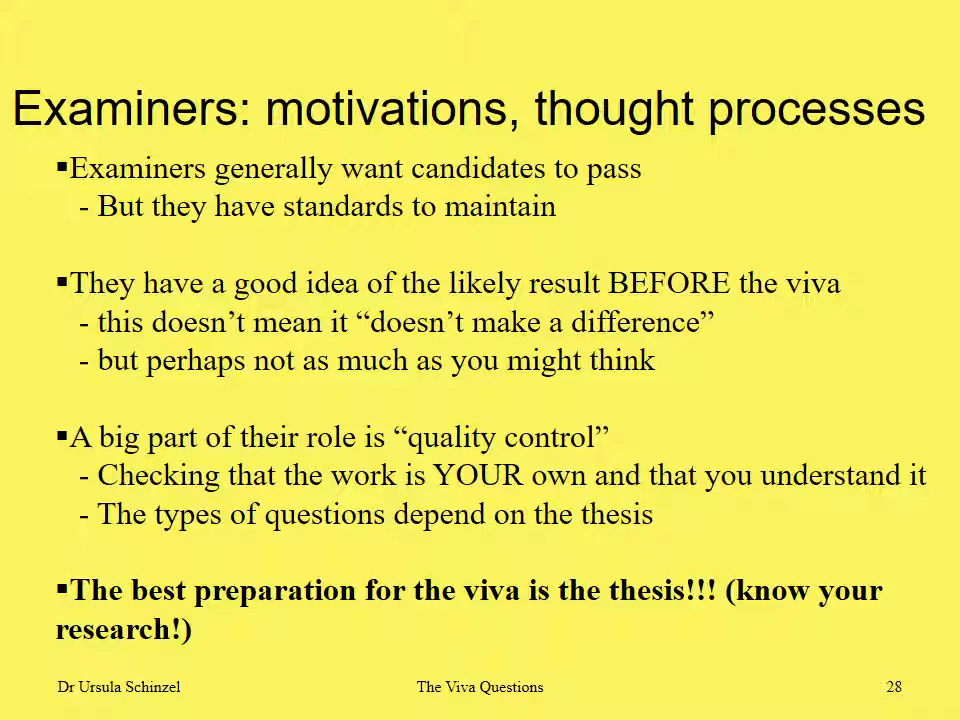 Examiners: motivations, thought processes
▪Examiners generally want candidates to pass
- But they have standards to maintain
▪They have a good idea of the likely result BEFORE the viva
- this doesn’t mean it “doesn’t make a difference”
- but perhaps not as much as you might think
▪A big part of their role is “quality control”
- Checking that the work is YOUR own and that you understand it
- The types of questions depend on the thesis
▪The best preparation for the viva is the thesis!!! (know your
research!)
Dr Ursula Schinzel
The Viva Questions
28